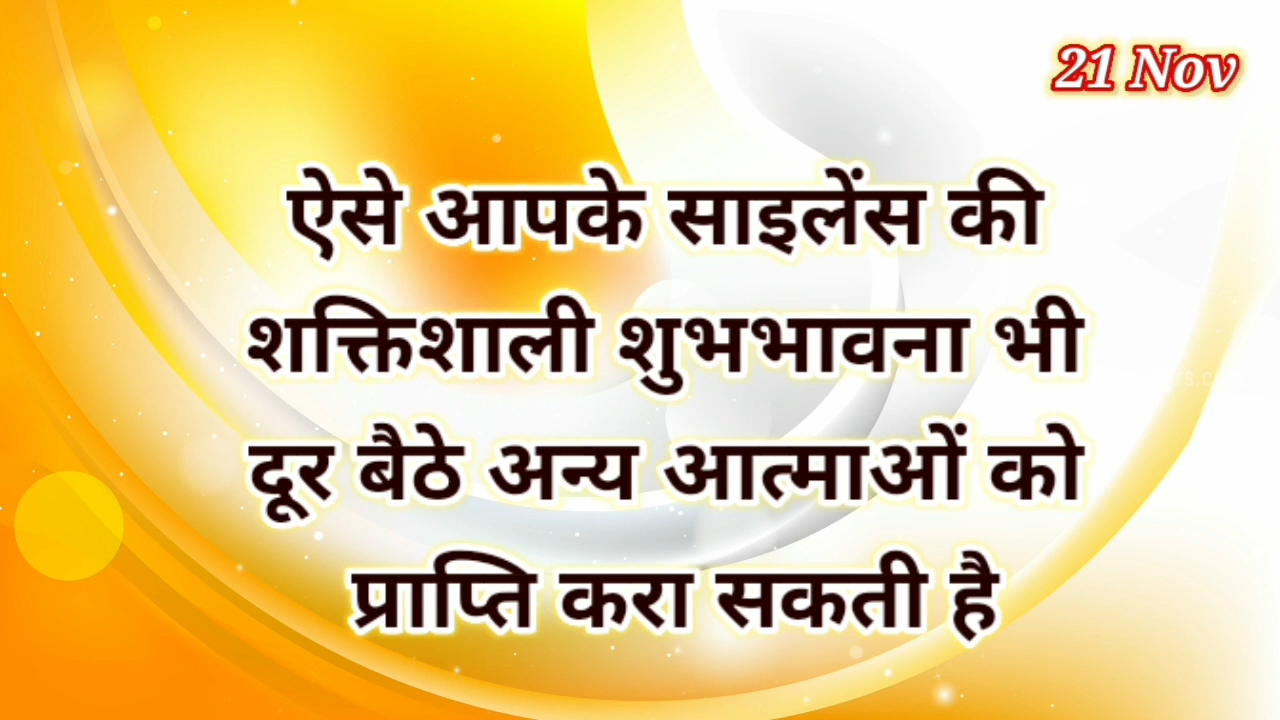 21 Nov
ऐसे आपके साइलेंस की
शक्तिशाली शुभभावना भी
दूर बैठे अन्य आत्माओं को
प्राप्ति करा सकती है